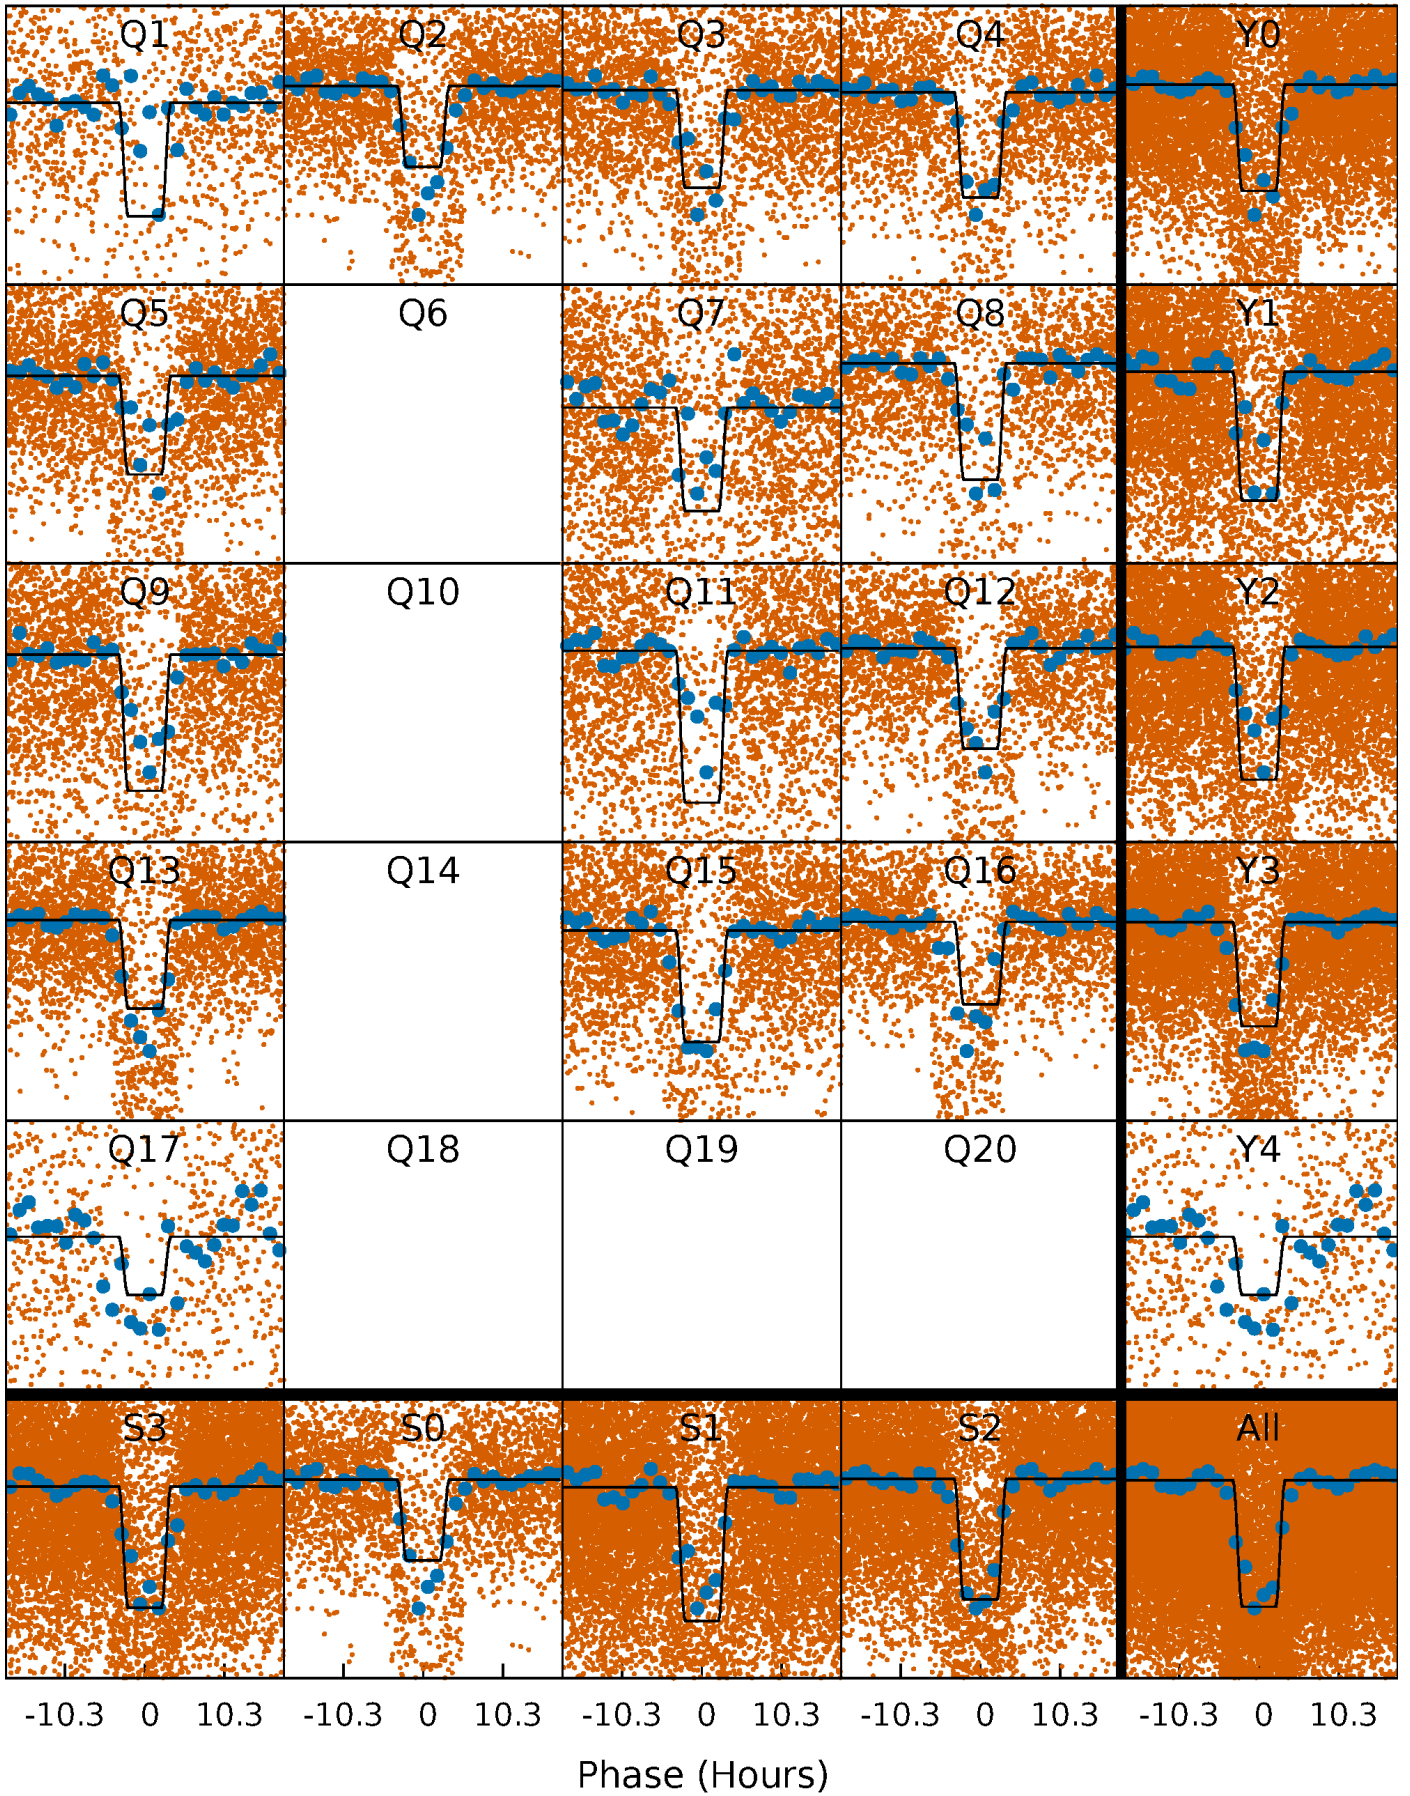 Q1 Q2 Q3 Q4 Y0
Q5 Q6 Q7 Q8 Y1
Q9 Q10 Q11 Q12 Y2
Q13 Q14 Q15 Q16 Y3
Q17 Q18 Q19 Q20 Y4
S3 S0 S1 S2 All
-10.3 0 10.3 -10.3 0 10.3 -10.3 0 10.3 -10.3 0 10.3 -10.3 0 10.3
Phase (Hours)